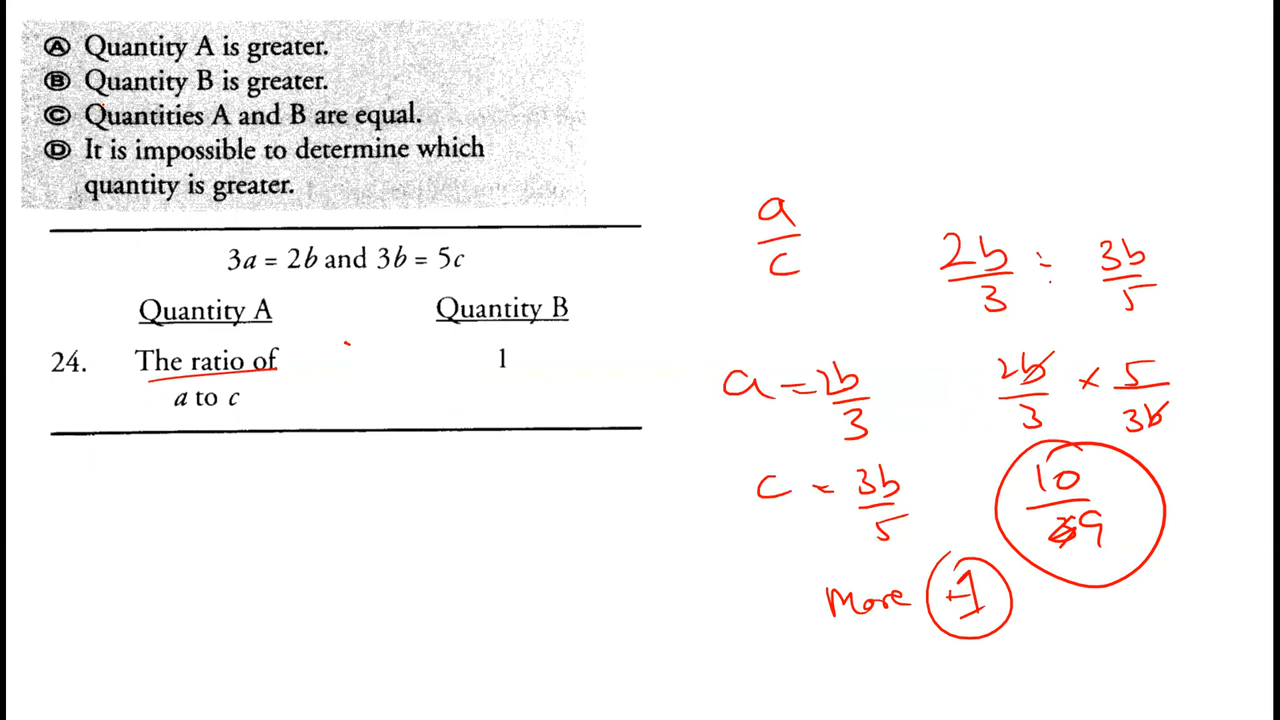 Ⓐ Quantity A is greater.
Ⓑ Quantity B is greater.
Ⓒ Quantities A and B are equal.
Ⓓ It is impossible to determine which
quantity is greater.
3a = 2b and 3b = 5c
Quantity A Quantity B
24. The ratio of 1
a to c
a/c
2b/3 : 3b/5
a = 2b/3
2b/3 × 5/3b
c = 3b/5
10/9
More 1